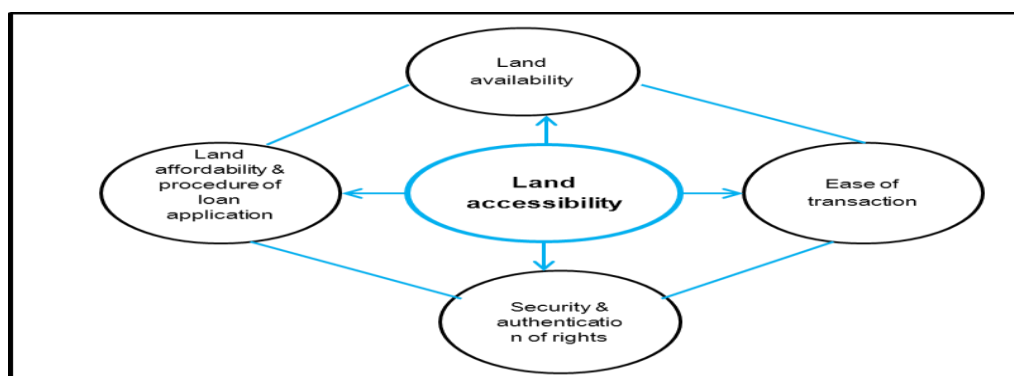 Land
availability
Land
affordability &
procedure of
loan
application
Land
accessibility
Ease of
transaction
Security &
authenticatio
n of rights